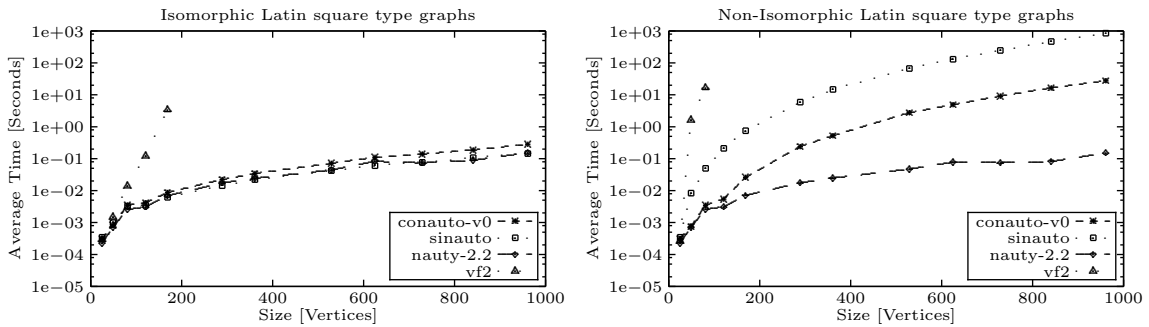 Isomorphic Latin square type graphs
Average Time [Seconds]
1e+03
1e+02
1e+01
1e+00
1e−01
1e−02
1e−03
1e−04
1e−05
0 200 400 600 800 1000
Size [Vertices]
conauto-v0
sinauto
nauty-2.2
vf2
Non-Isomorphic Latin square type graphs
Average Time [Seconds]
1e+03
1e+02
1e+01
1e+00
1e−01
1e−02
1e−03
1e−04
1e−05
0 200 400 600 800 1000
Size [Vertices]
conauto-v0
sinauto
nauty-2.2
vf2